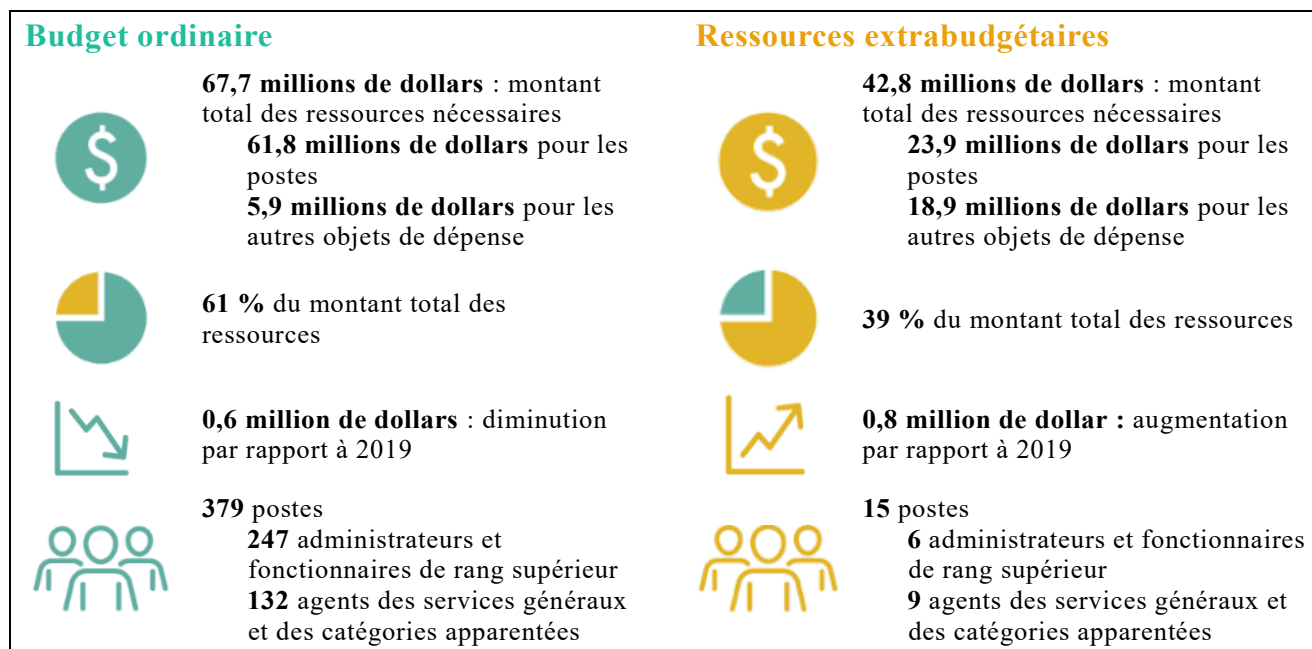 Budget ordinaire
67,7 millions de dollars : montant
total des ressources nécessaires
61,8 millions de dollars pour les
postes
5,9 millions de dollars pour les
autres objets de dépense
61 % du montant total des
ressources
0,6 million de dollars : diminution
par rapport à 2019
379 postes
247 administrateurs et
fonctionnaires de rang supérieur
132 agents des services généraux
et des catégories apparentées
Ressources extrabudgétaires
42,8 millions de dollars : montant
total des ressources nécessaires
23,9 millions de dollars pour les
postes
18,9 millions de dollars pour les
autres objets de dépense
39 % du montant total des ressources
0,8 million de dollar : augmentation
par rapport à 2019
15 postes
6 administrateurs et fonctionnaires
de rang supérieur
9 agents des services généraux et
des catégories apparentées